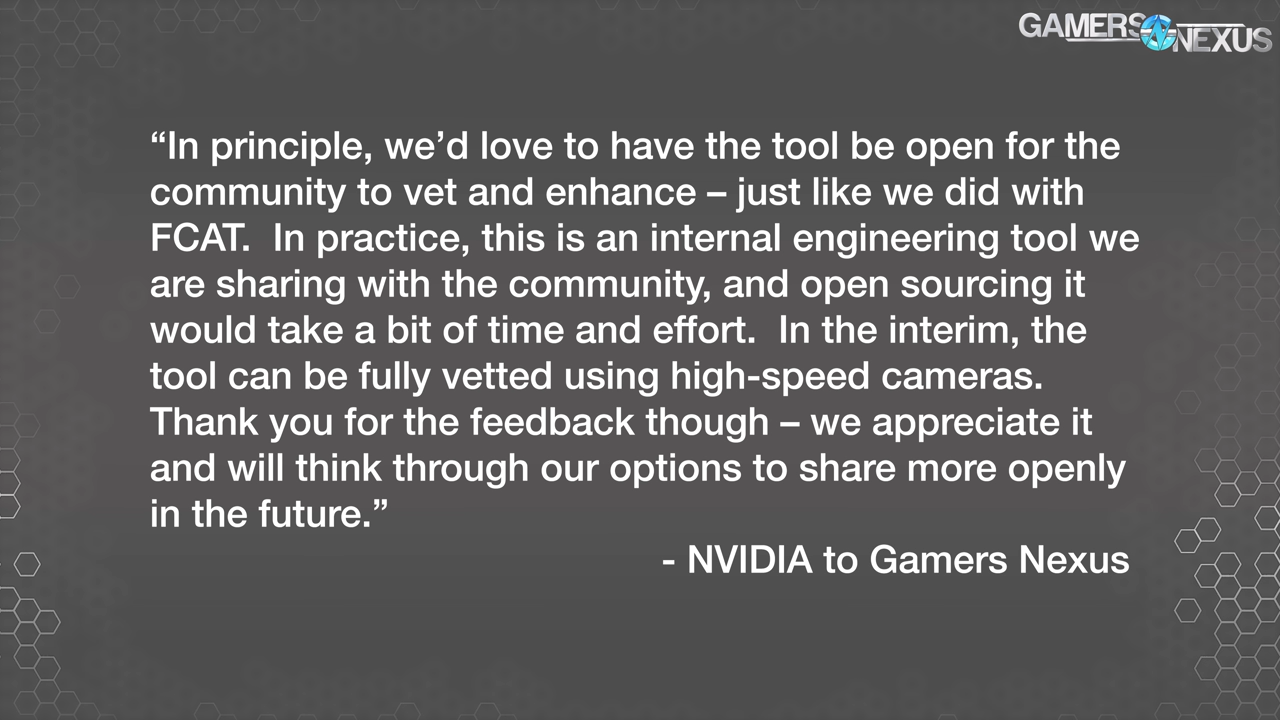 GAMERS NEXUS
“In principle, we’d love to have the tool be open for the
community to vet and enhance – just like we did with
FCAT.  In practice, this is an internal engineering tool we
are sharing with the community, and open sourcing it
would take a bit of time and effort.  In the interim, the
tool can be fully vetted using high-speed cameras.
Thank you for the feedback though – we appreciate it
and will think through our options to share more openly
in the future.”
- NVIDIA to Gamers Nexus